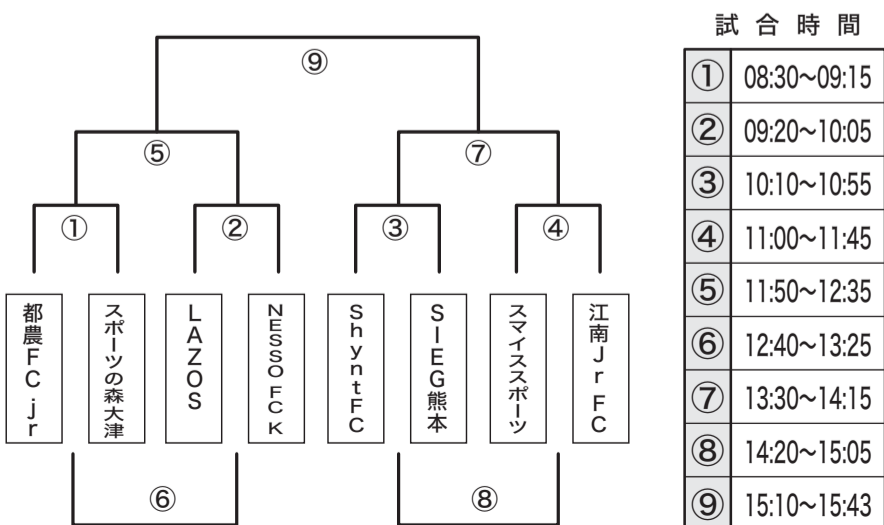 試合時間
⑨
⑤
⑦
①
②
③
④
都農FCjr
スポーツの森大津
LAZOS
NESSO FC K
ShyntFC
SIEG熊本
スマイススポーツ
江南Jr FC
⑥
⑧
① 08:30~09:15
② 09:20~10:05
③ 10:10~10:55
④ 11:00~11:45
⑤ 11:50~12:35
⑥ 12:40~13:25
⑦ 13:30~14:15
⑧ 14:20~15:05
⑨ 15:10~15:43